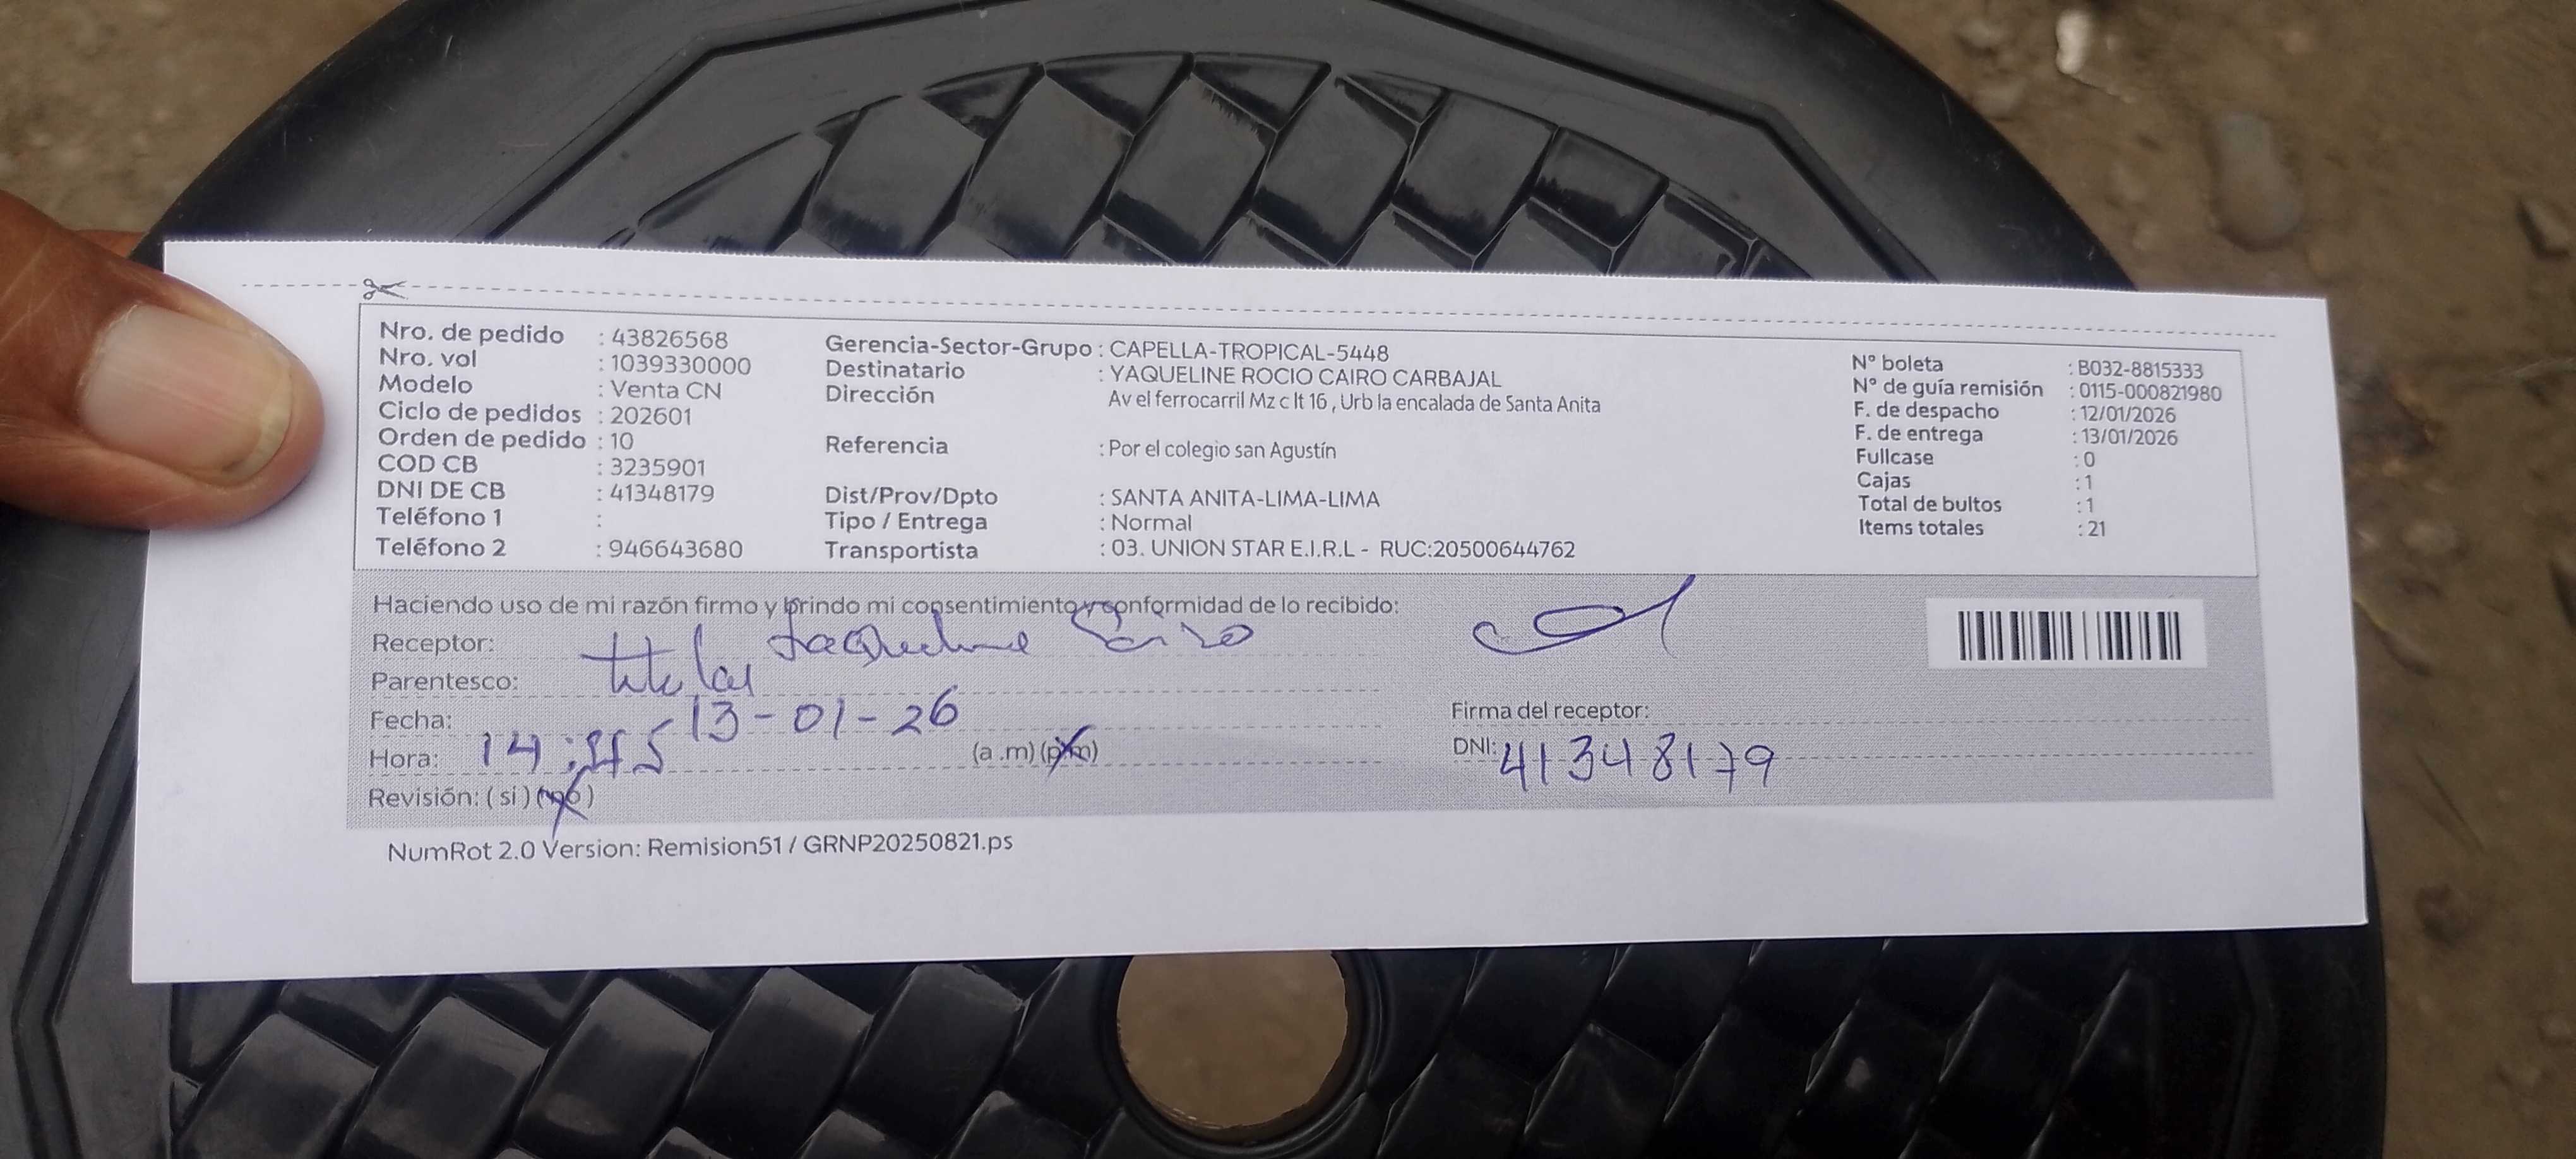 Nro. de pedido : 43826568
Nro. vol : 1039330000
Modelo : Venta CN
Ciclo de pedidos : 202601
Orden de pedido : 10
COD CB : 3235901
DNI DE CB : 41348179
Teléfono 1 :
Teléfono 2 : 946643680
Gerencia-Sector-Grupo : CAPELLA-TROPICAL-5448
Destinatario : YAQUELINE ROCIO CAIRO CARBAJAL
Dirección Av el ferrocarril Mz c lt 16 , Urb la encalada de Santa Anita
Referencia : Por el colegio san Agustín
Dist/Prov/Dpto : SANTA ANITA-LIMA-LIMA
Tipo / Entrega : Normal
Transportista : 03. UNION STAR E.I.R.L - RUC:20500644762
N° boleta : B032-8815333
N° de guía remisión : 0115-000821980
F. de despacho : 12/01/2026
F. de entrega : 13/01/2026
Fullcase : 0
Cajas : 1
Total de bultos : 1
Items totales : 21
Haciendo uso de mi razón firmo y brindo mi consentimiento y conformidad de lo recibido:
Receptor: Jaqueline Cairo
Parentesco: titular
Fecha: 13-01-26
Hora: 14: (a .m) (p.m)
Revisión: ( si ) ( no )
Firma del receptor:
DNI: 41348179
NumRot 2.0 Version: Remision51 / GRNP20250821.ps